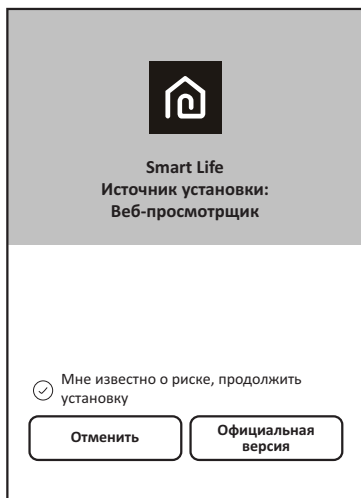 Smart Life
Источник установки:
Веб-просмотрщик
Мне известно о риске, продолжить
установку
Отменить
Официальная
версия